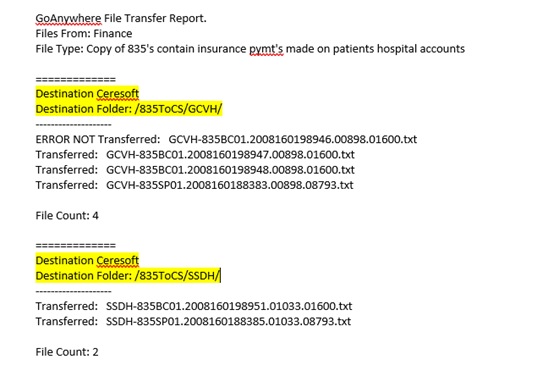 GoAnywhere File Transfer Report.
Files From: Finance
File Type: Copy of 835's contain insurance pymt's made on patients hospital accounts
=============
Destination Ceresoft
Destination Folder: /835ToCS/GCVH/
--------------------
ERROR NOT Transferred: GCVH-835BC01.2008160198946.00898.01600.txt
Transferred: GCVH-835BC01.2008160198947.00898.01600.txt
Transferred: GCVH-835BC01.2008160198948.00898.01600.txt
Transferred: GCVH-835SP01.2008160188383.00898.08793.txt
File Count: 4
=============
Destination Ceresoft
Destination Folder: /835ToCS/SSDH/
--------------------
Transferred: SSDH-835BC01.2008160198951.01033.01600.txt
Transferred: SSDH-835SP01.2008160188385.01033.08793.txt
File Count: 2